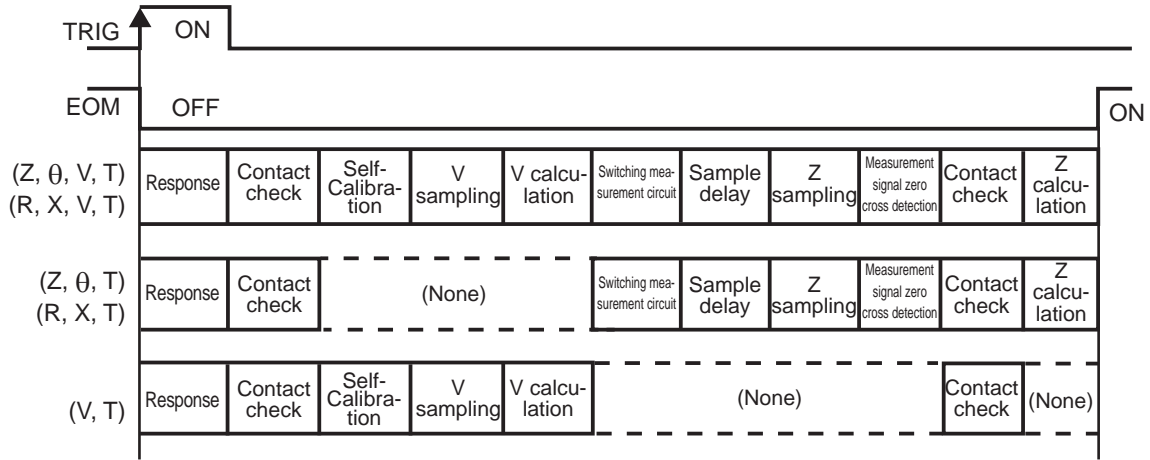 TRIG ON
EOM OFF ON
(Z, θ, V, T)
(R, X, V, T)
Response
Contact
check
Self-
Calibra-
tion
V
sampling
V calcu-
lation
Switching mea-
surement circuit
Sample
delay
Z
sampling
Measurement
signal zero
cross detection
Contact
check
Z
calcu-
lation
(Z, θ, T)
(R, X, T)
Response
Contact
check
(None)
Switching mea-
surement circuit
Sample
delay
Z
sampling
Measurement
signal zero
cross detection
Contact
check
Z
calcu-
lation
(V, T)
Response
Contact
check
Self-
Calibra-
tion
V
sampling
V calcu-
lation
(None)
Contact
check
(None)